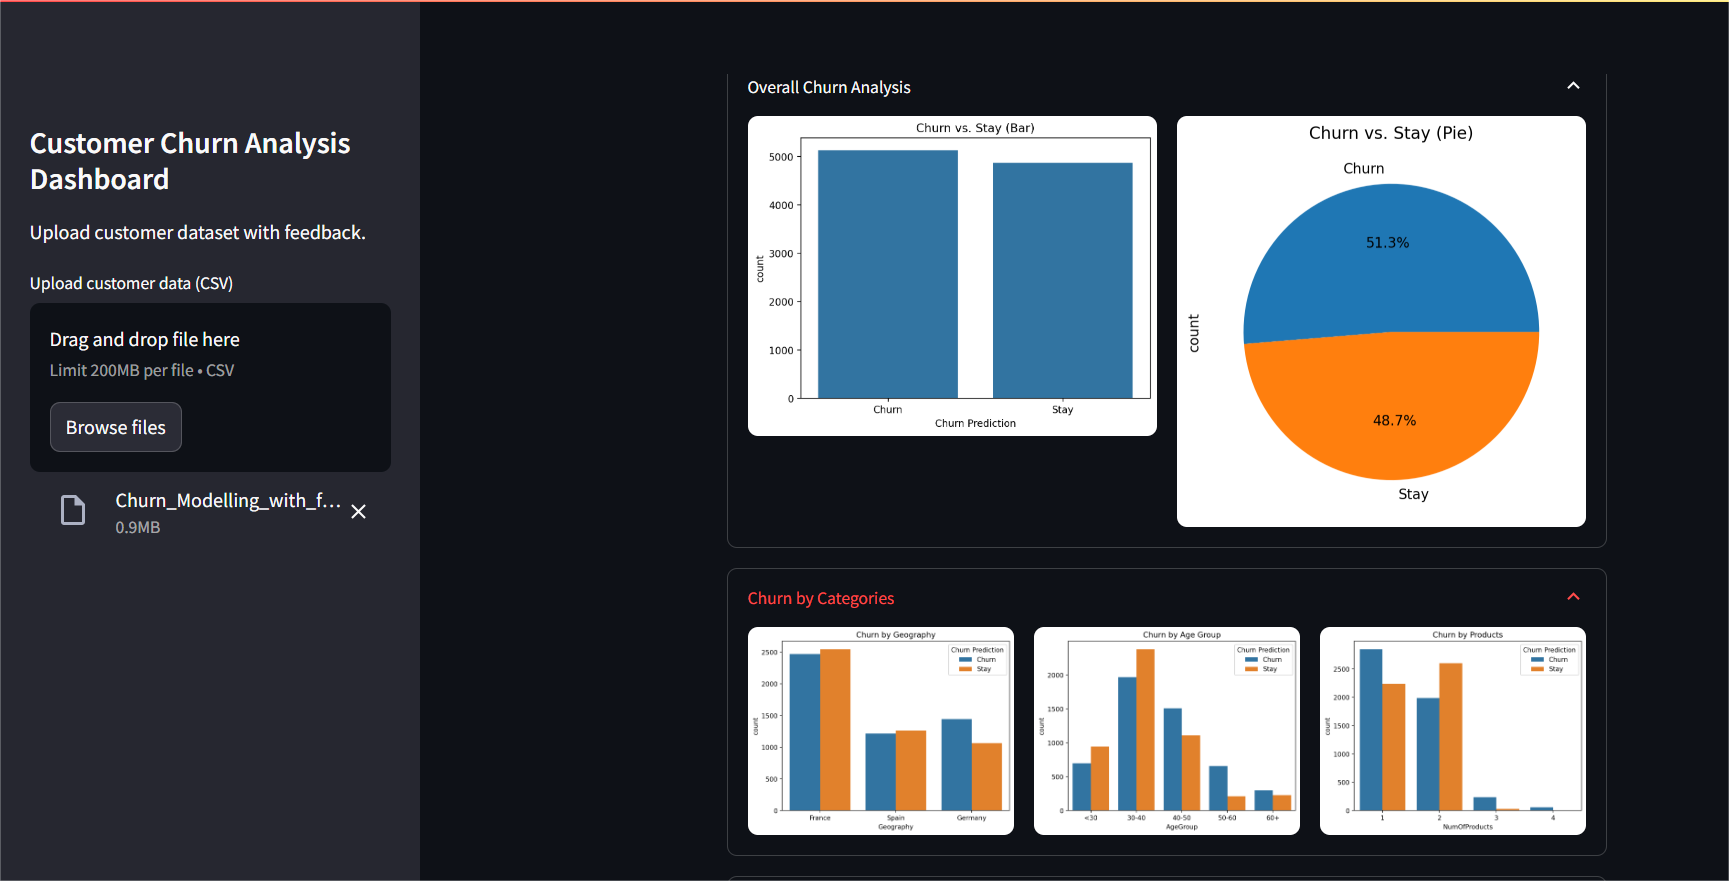 Customer Churn Analysis
Dashboard
Upload customer dataset with feedback.
Upload customer data (CSV)
Drag and drop file here
Limit 200MB per file • CSV
Browse files
Churn_Modelling_with_f...
0.9MB
Overall Churn Analysis
Churn vs. Stay (Bar)
5000
4000
3000
2000
1000
0
count
Churn
Stay
Churn Prediction
Churn vs. Stay (Pie)
Churn
51.3%
count
48.7%
Stay
Churn by Categories
Churn by Geography
Churn Prediction
Churn
Stay
2500
2000
1500
1000
500
0
count
France
Spain
Germany
Geography
Churn by Age Group
Churn Prediction
Churn
Stay
2000
1500
1000
500
0
count
<30
30-40
40-50
50-60
60+
AgeGroup
Churn by Products
Churn Prediction
Churn
Stay
2500
2000
1500
1000
500
0
count
1
2
3
4
NumOfProducts